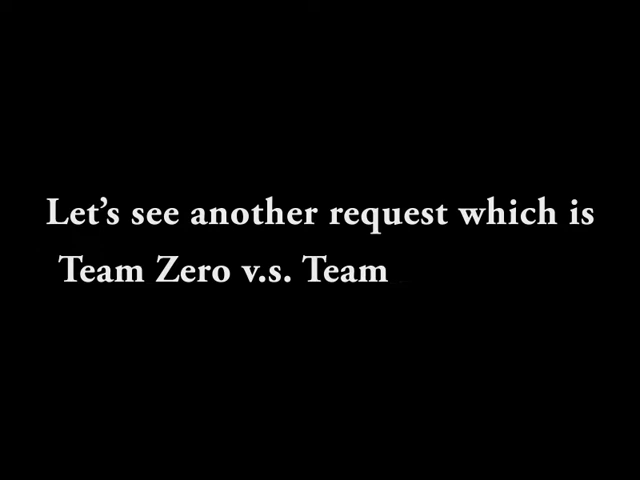 Let’s see another request which is
Team Zero v.s. Team